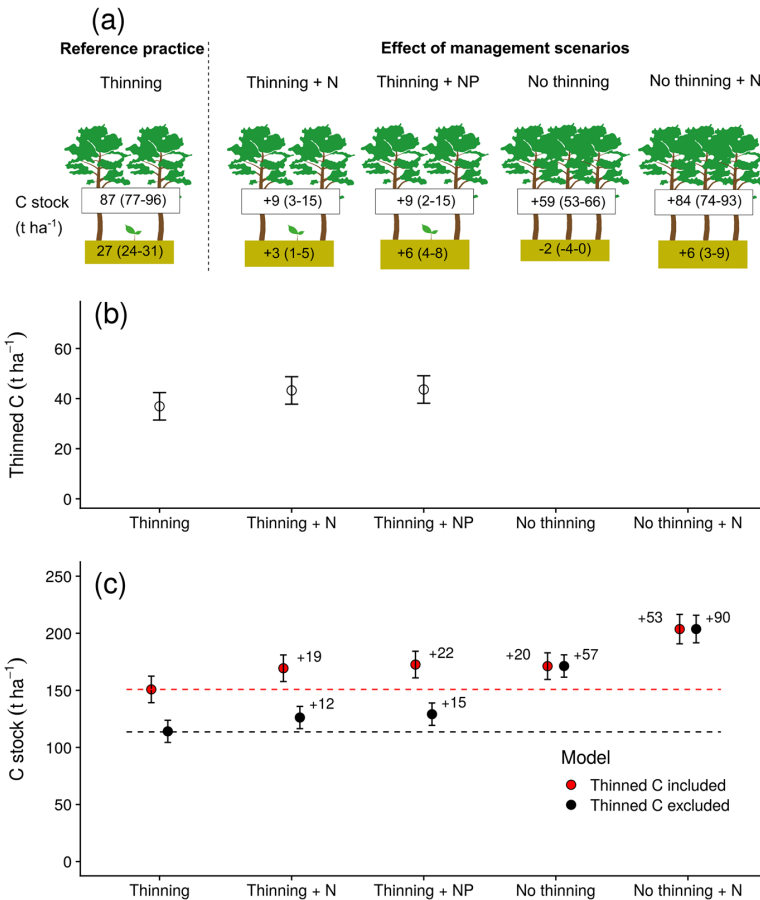 (a)
Reference practice
Effect of management scenarios
Thinning
Thinning + N
Thinning + NP
No thinning
No thinning + N
C stock
(t ha-1)
87 (77-96)
+9 (3-15)
+9 (2-15)
+59 (53-66)
+84 (74-93)
27 (24-31)
+3 (1-5)
+6 (4-8)
-2 (-4-0)
+6 (3-9)
(b)
Thinned C (t ha−1)
60
40
20
0
Thinning
Thinning + N
Thinning + NP
No thinning
No thinning + N
(c)
C stock (t ha−1)
250
200
150
100
50
0
+19
+12
+22
+15
+20
+57
+53
+90
Model
Thinned C included
Thinned C excluded
Thinning
Thinning + N
Thinning + NP
No thinning
No thinning + N